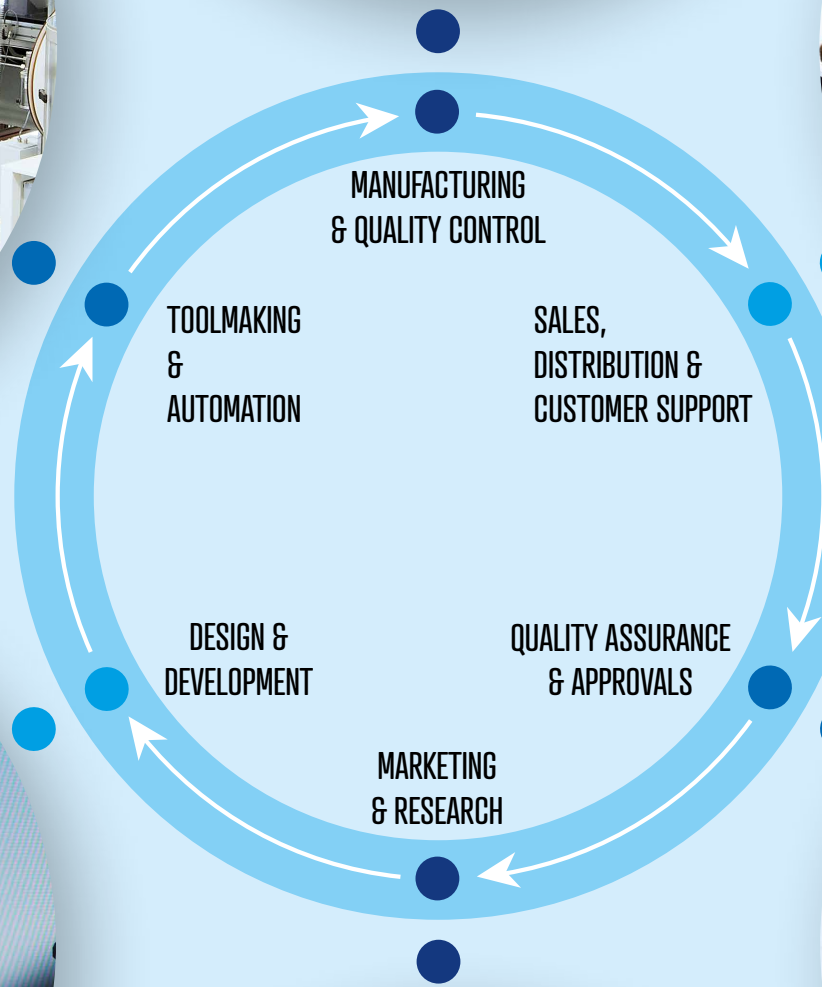 MANUFACTURING
& QUALITY CONTROL
TOOLMAKING
&
AUTOMATION
SALES,
DISTRIBUTION &
CUSTOMER SUPPORT
DESIGN &
DEVELOPMENT
QUALITY ASSURANCE
& APPROVALS
MARKETING
& RESEARCH